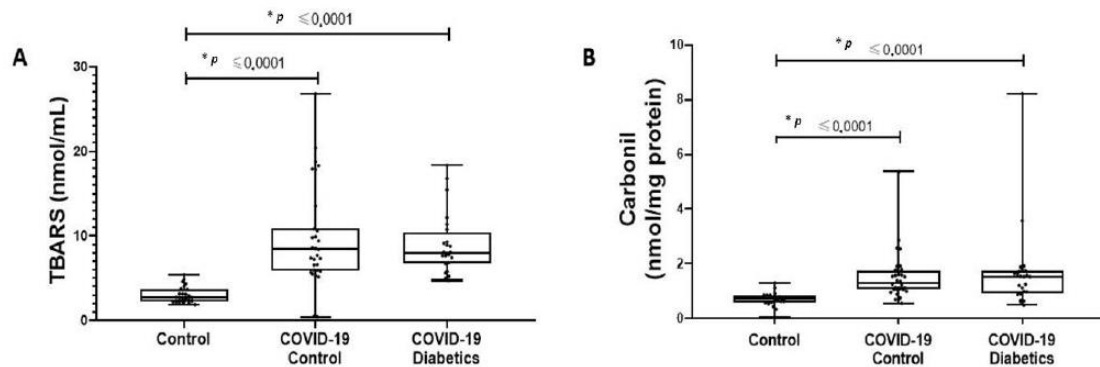 A
* p ≤0.0001
* p ≤0.0001
TBARS (nmol/mL)
30
20
10
0
Control
COVID-19
Control
COVID-19
Diabetics
B
* p ≤0.0001
* p ≤0.0001
Carbonil
(nmol/mg protein)
10
8
6
4
2
0
Control
COVID-19
Control
COVID-19
Diabetics